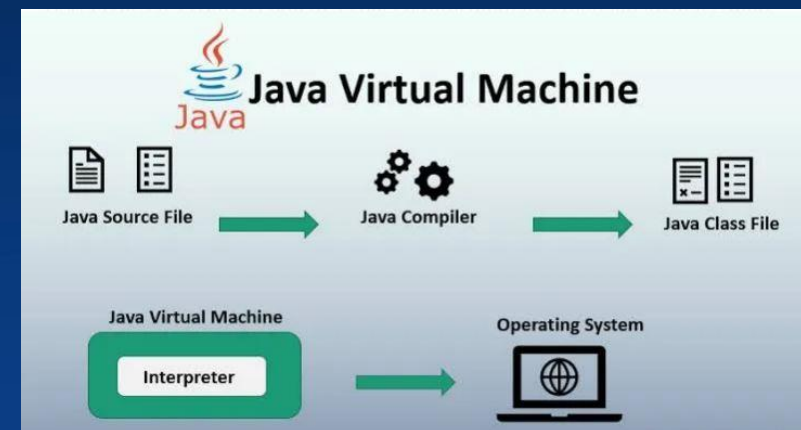 Java
Java Virtual Machine
Java Source File
Java Compiler
Java Class File
Java Virtual Machine
Interpreter
Operating System